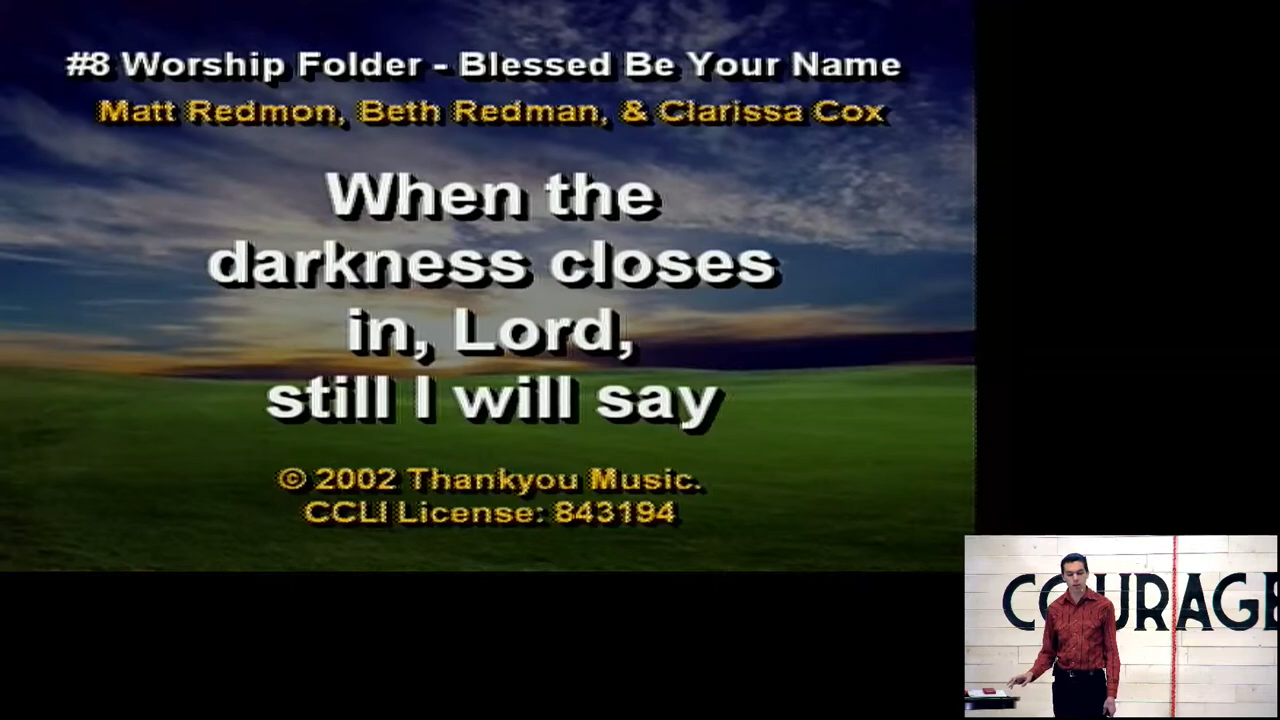 #8 Worship Folder - Blessed Be Your Name
Matt Redmon, Beth Redman, & Clarissa Cox
When the
darkness closes
in, Lord,
still I will say
© 2002 Thankyou Music.
CCLI License: 843194
COURAGE